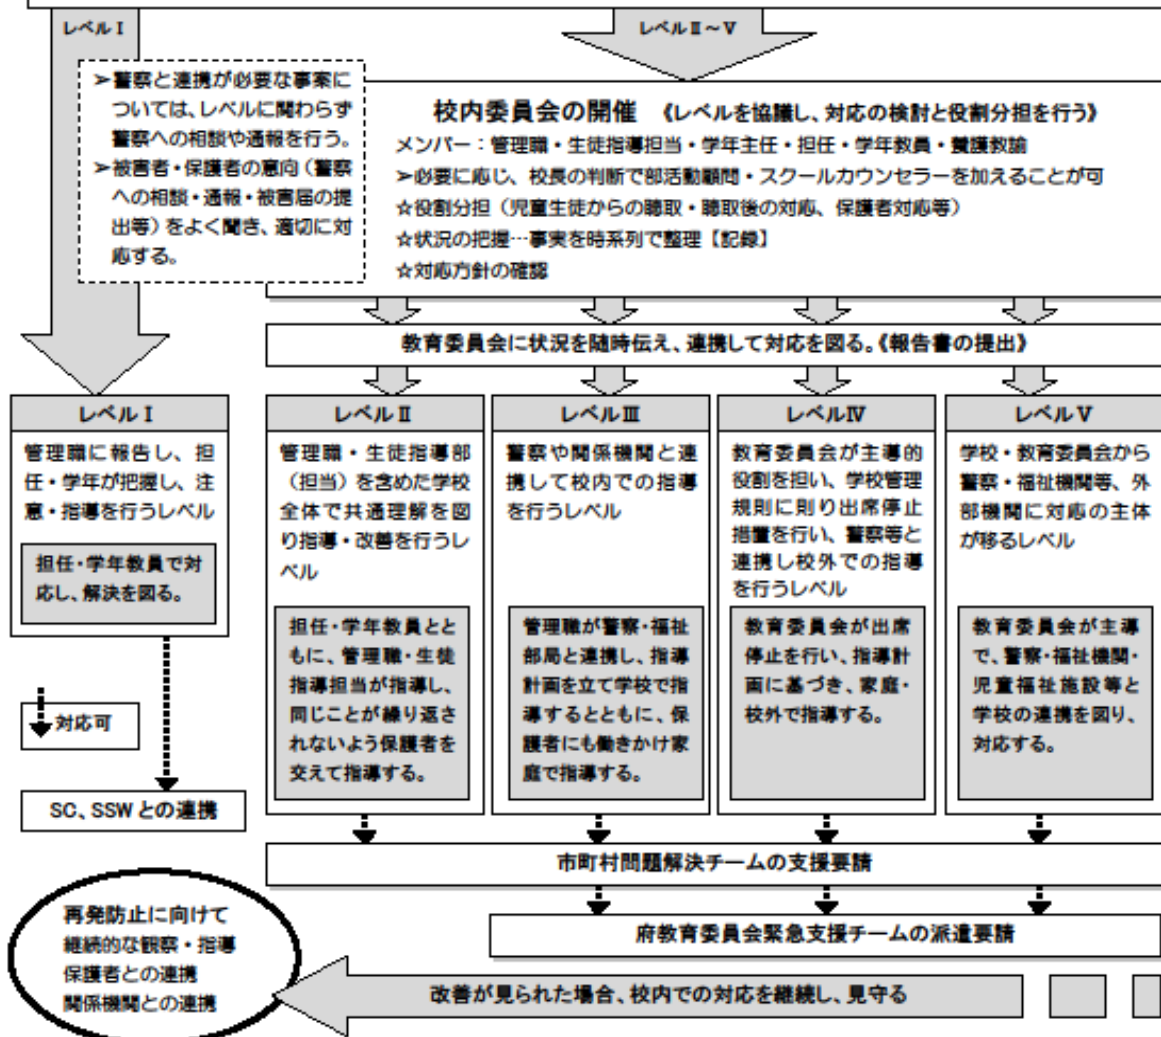 レベルⅠ
レベルⅡ～Ⅴ
➢警察と連携が必要な事案に
ついては、レベルに関わらず
警察への相談や通報を行う。
➢被害者・保護者の意向（警察
への相談・通報・被害届の提
出等）をよく聞き、適切に対
応する。
校内委員会の開催 《レベルを協議し、対応の検討と役割分担を行う》
メンバー：管理職・生徒指導担当・学年主任・担任・学年教員・養護教諭
➢必要に応じ、校長の判断で部活動顧問・スクールカウンセラーを加えることが可
☆役割分担（児童生徒からの聴取・聴取後の対応、保護者対応等）
☆状況の把握…事実を時系列で整理【記録】
☆対応方針の確認
教育委員会に状況を随時伝え、連携して対応を図る。《報告書の提出》
レベルⅠ
管理職に報告し、担
任・学年が把握し、注
意・指導を行うレベル
担任・学年教員で対
応し、解決を図る。
レベルⅡ
管理職・生徒指導部
（担当）を含めた学校
全体で共通理解を図
り指導・改善を行うレ
ベル
担任・学年教員とと
もに、管理職・生徒
指導担当が指導し、
同じことが繰り返さ
れないよう保護者を
交えて指導する。
レベルⅢ
警察や関係機関と連
携して校内での指導
を行うレベル
管理職が警察・福祉
部局と連携し、指導
計画を立て学校で指
導するとともに、保
護者にも働きかけ家
庭で指導する。
レベルⅣ
教育委員会が主導的
役割を担い、学校管理
規則に則り出席停止
措置を行い、警察等と
連携し校外での指導
を行うレベル
教育委員会が出席
停止を行い、指導計
画に基づき、家庭・
校外で指導する。
レベルⅤ
学校・教育委員会から
警察・福祉機関等、外
部機関に対応の主体
が移るレベル
教育委員会が主導
で、警察・福祉機関・
児童福祉施設等と
学校の連携を図り、
対応する。
対応可
SC、SSWとの連携
市町村問題解決チームの支援要請
府教育委員会緊急支援チームの派遣要請
再発防止に向けて
継続的な観察・指導
保護者との連携
関係機関との連携
改善が見られた場合、校内での対応を継続し、見守る